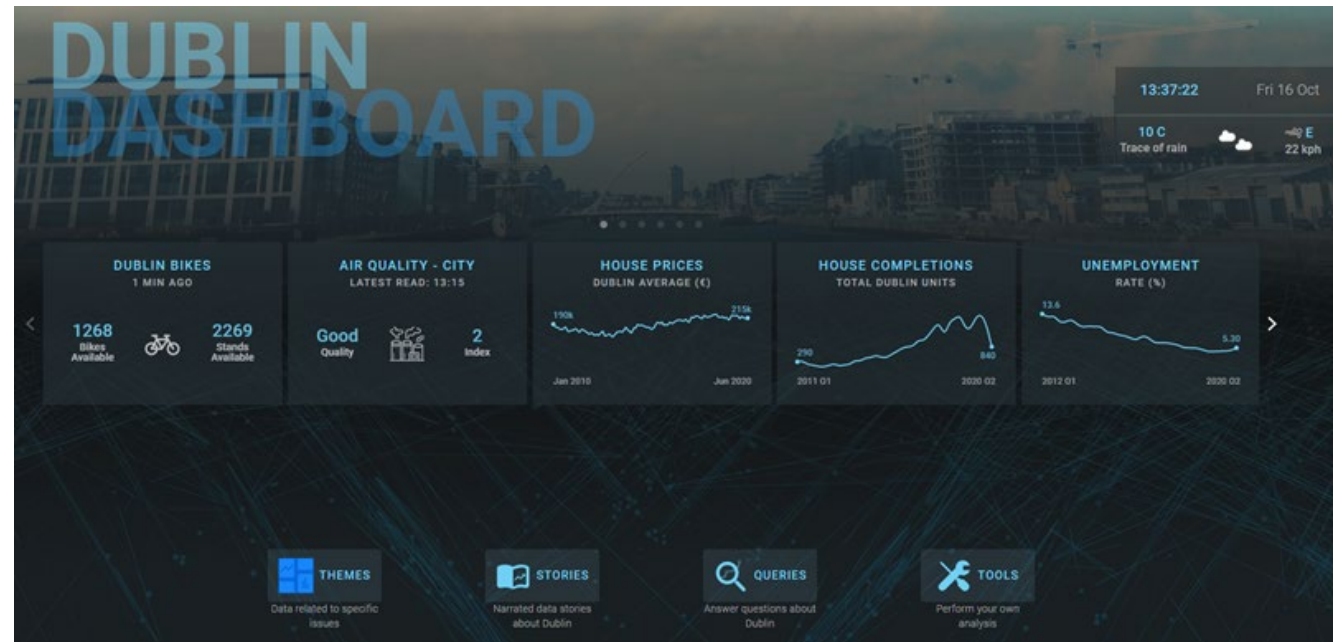 DUBLIN
DASHBOARD
13:37:22 Fri 16 Oct
10 C E
Trace of rain 22 kph
DUBLIN BIKES
1 MIN AGO
1268
Bikes
Available
2269
Stands
Available
AIR QUALITY - CITY
LATEST READ: 13:15
Good
Quality
2
Index
HOUSE PRICES
DUBLIN AVERAGE (€)
190k 215k
Jan 2010 Jun 2020
HOUSE COMPLETIONS
TOTAL DUBLIN UNITS
290 840
2011 Q1 2020 Q2
UNEMPLOYMENT
RATE (%)
13.6 5.30
2012 Q1 2020 Q2
THEMES
Data related to specific
issues
STORIES
Narrated data stories
about Dublin
QUERIES
Answer questions about
Dublin
TOOLS
Perform your own
analysis